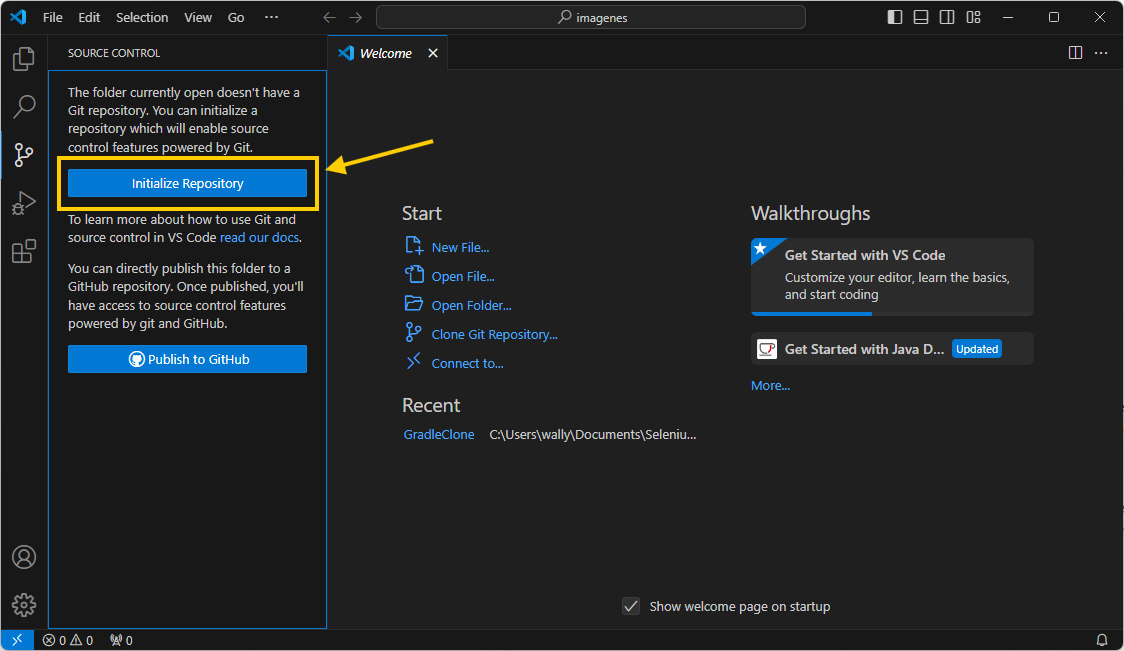 File Edit Selection View Go ···
imagenes
SOURCE CONTROL
Welcome
The folder currently open doesn't have a
Git repository. You can initialize a
repository which will enable source
control features powered by Git.
Initialize Repository
To learn more about how to use Git and
source control in VS Code read our docs.
You can directly publish this folder to a
GitHub repository. Once published, you'll
have access to source control features
powered by git and GitHub.
Publish to GitHub
Start
New File...
Open File...
Open Folder...
Clone Git Repository...
Connect to...
Recent
GradleClone C:\Users\wally\Documents\Seleniu...
Walkthroughs
Get Started with VS Code
Customize your editor, learn the basics,
and start coding
Get Started with Java D... Updated
More...
Show welcome page on startup
0 0 0